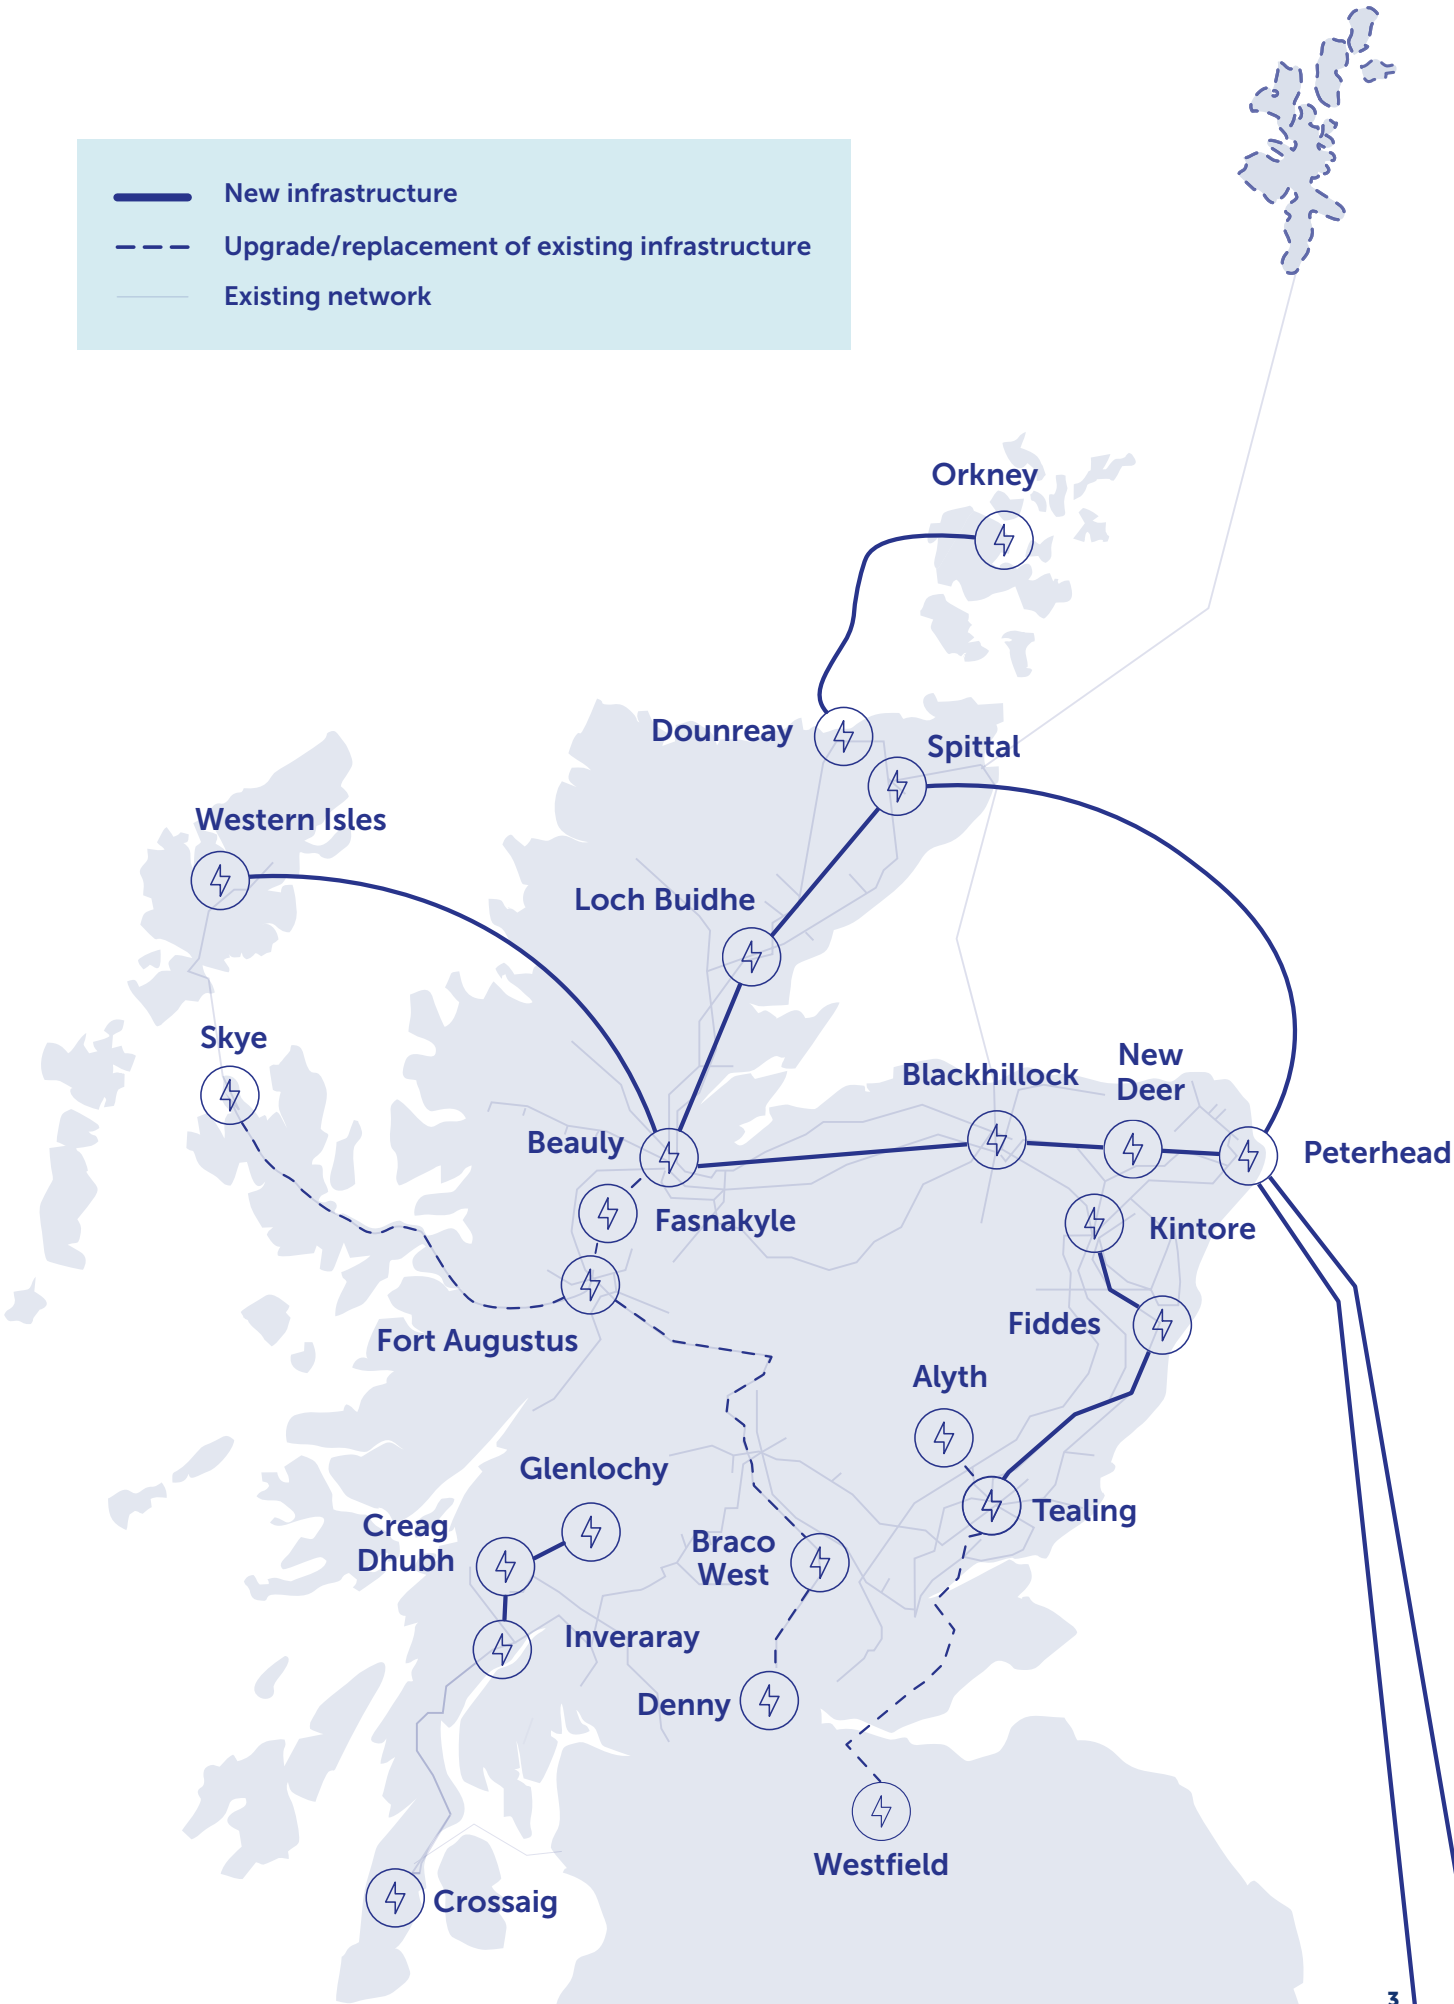 New infrastructure
Upgrade/replacement of existing infrastructure
Existing network
Orkney
Dounreay
Spittal
Western Isles
Loch Buidhe
Skye
Blackhillock
New
Deer
Beauly
Peterhead
Fasnakyle
Kintore
Fort Augustus
Fiddes
Alyth
Glenlochy
Creag
Dhubh
Tealing
Braco
West
Inveraray
Denny
Westfield
Crossaig
3